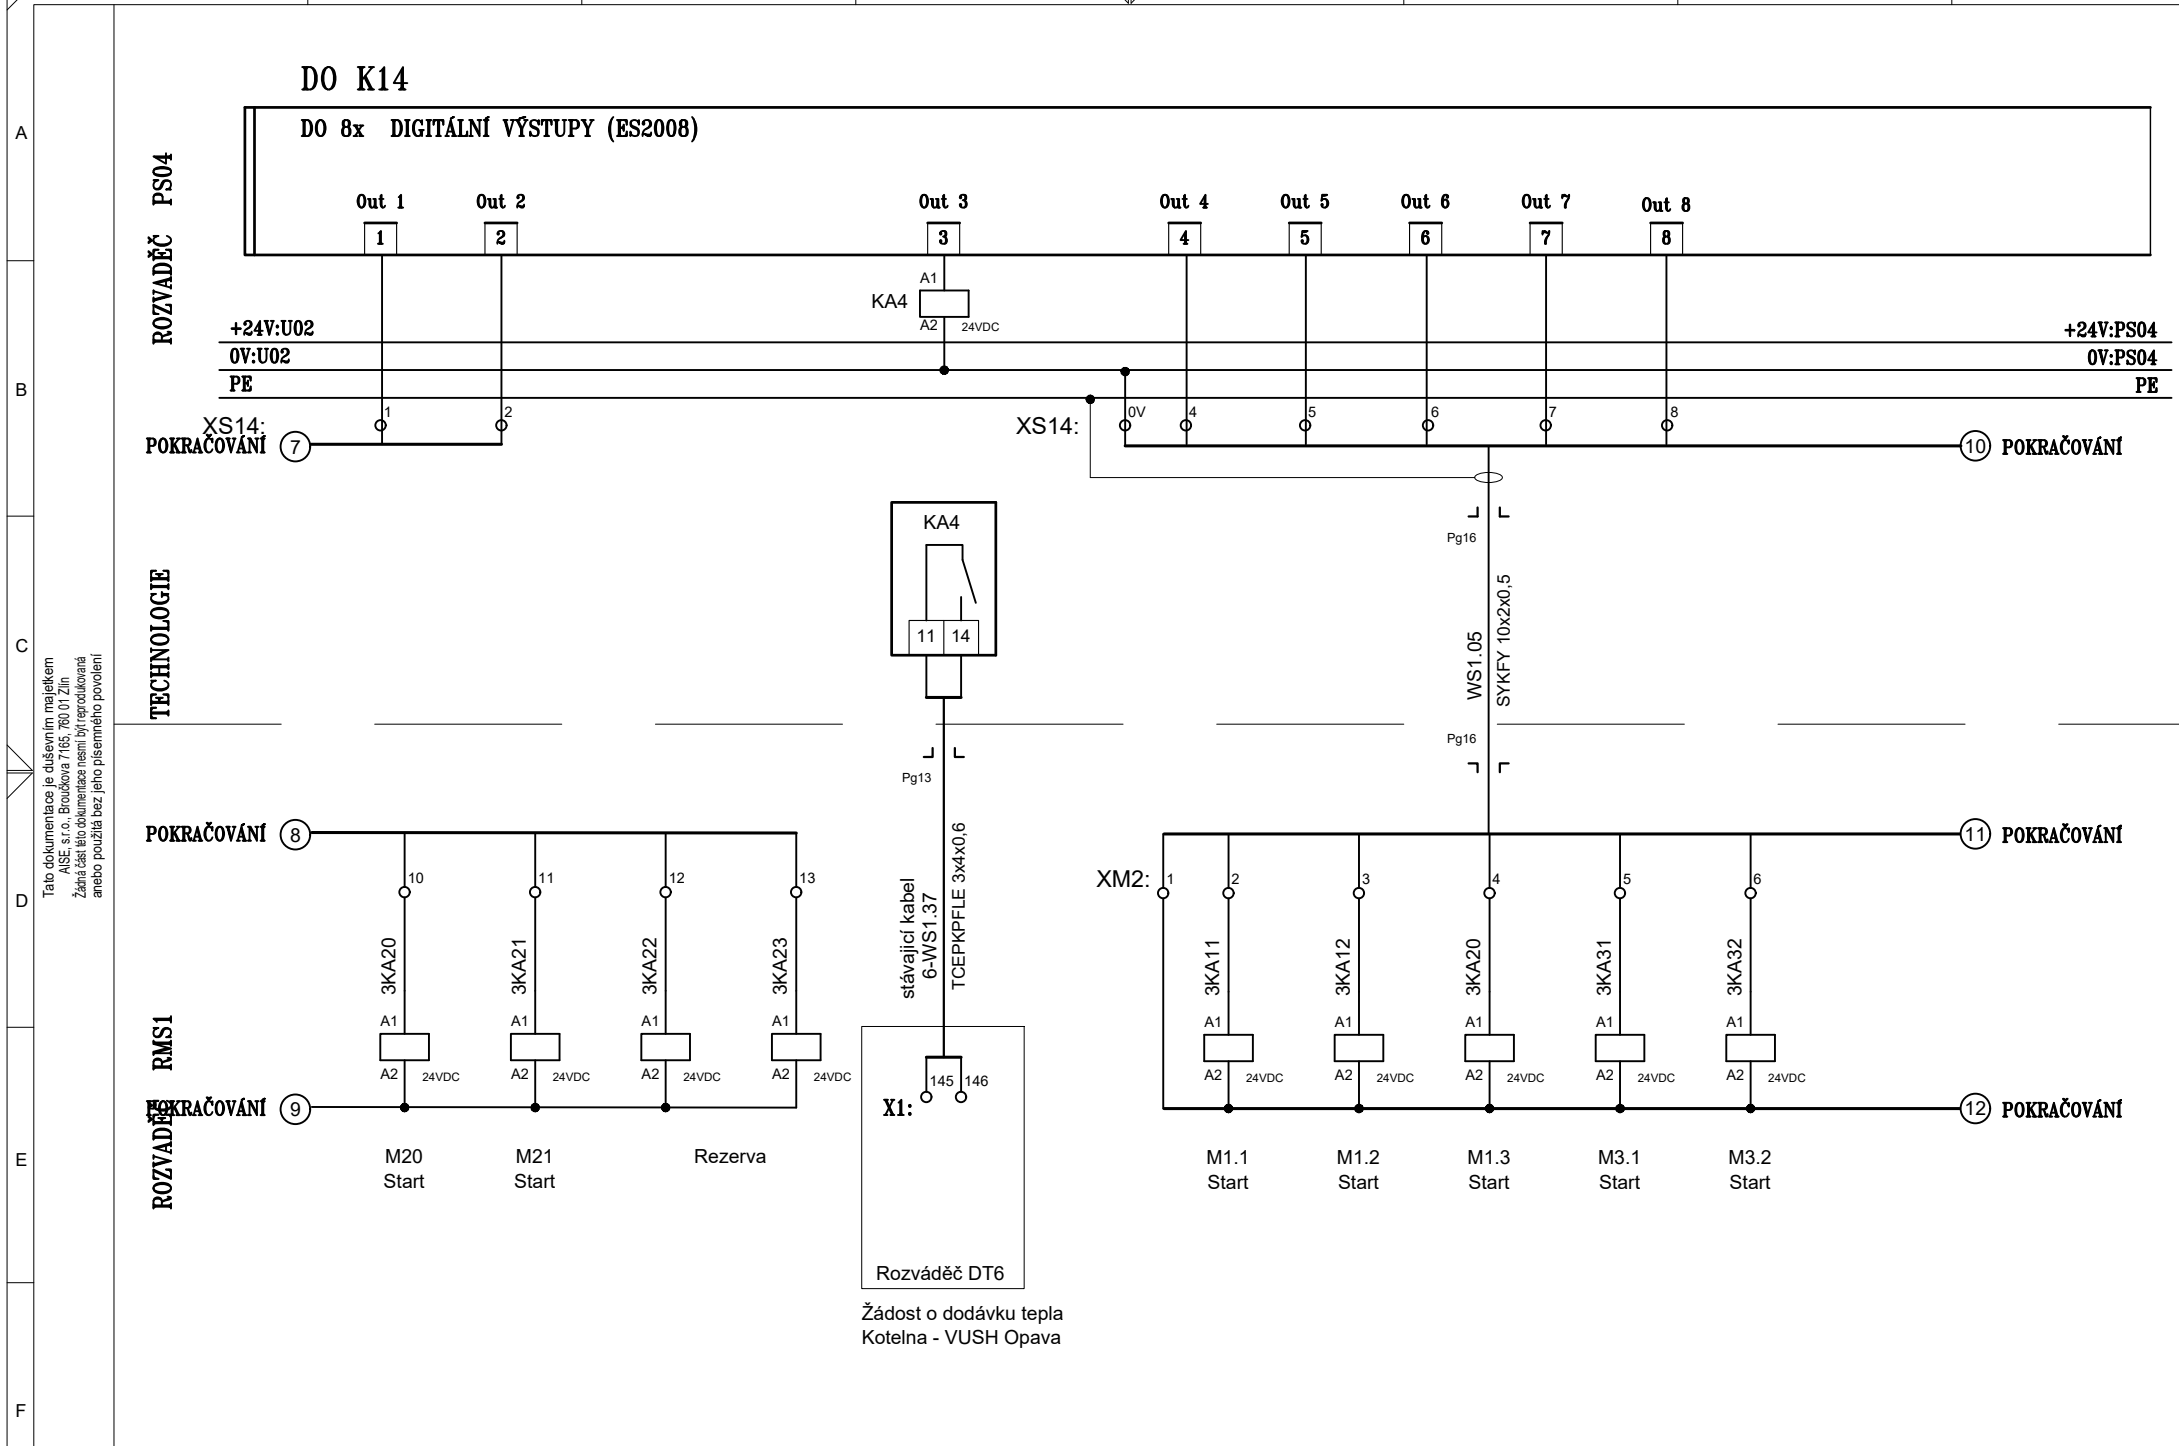 DO K14
DO 8x DIGITÁLNÍ VÝSTUPY (ES2008)
A
ROZVADĚČ PS04
Out 1
Out 2
Out 3
Out 4
Out 5
Out 6
Out 7
Out 8
1
2
3
4
5
6
7
8
A1
KA4
A2
24VDC
+24V:U02
+24V:PS04
0V:U02
0V:PS04
PE
PE
B
XS14:
1
2
XS14:
0V
4
5
6
7
8
POKRAČOVÁNÍ 7
10 POKRAČOVÁNÍ
KA4
11
14
Pg16
WS1.05
SYKFY 10x2x0,5
TECHNOLOGIE
C
Tato dokumentace je duševním majetkem
AISE, s.r.o., Broučkova 7165, 760 01 Zlín
Žádná část této dokumentace nesmí být reprodukovaná
anebo použitá bez jeho písemného povolení
Pg16
Pg13
POKRAČOVÁNÍ 8
11 POKRAČOVÁNÍ
D
10
11
12
13
stávající kabel
6-WS1.37
TCEPKPFLE 3x4x0,6
XM2:
1
2
3
4
5
6
3KA20
3KA21
3KA22
3KA23
3KA11
3KA12
3KA20
3KA31
3KA32
A1
A1
A1
A1
A1
A1
A1
A1
A1
A2
24VDC
A2
24VDC
A2
24VDC
A2
24VDC
A2
24VDC
A2
24VDC
A2
24VDC
A2
24VDC
A2
24VDC
ROZVADĚČ RMS1
POKRAČOVÁNÍ 9
X1:
145
146
12 POKRAČOVÁNÍ
E
M20
Start
M21
Start
Rezerva
M1.1
Start
M1.2
Start
M1.3
Start
M3.1
Start
M3.2
Start
Rozváděč DT6
Žádost o dodávku tepla
Kotelna - VUSH Opava
F